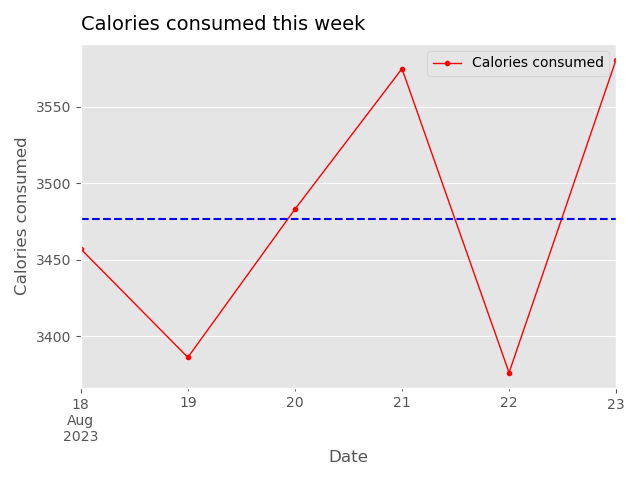 Calories consumed this week
Calories consumed
3550
3500
3450
3400
Calories consumed
18
Aug
2023
19
20
21
22
23
Date